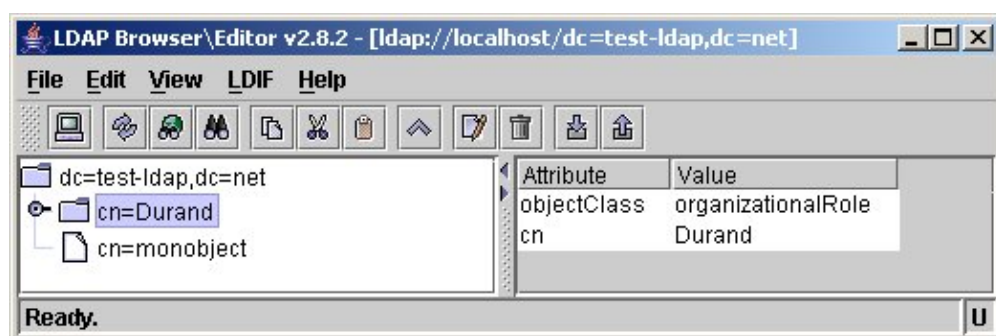 LDAP Browser\Editor v2.8.2 - [ldap://localhost/dc=test-ldap,dc=net]
File Edit View LDIF Help
dc=test-ldap,dc=net
cn=Durand
cn=monobject
Attribute Value
objectClass organizationalRole
cn Durand
Ready. U